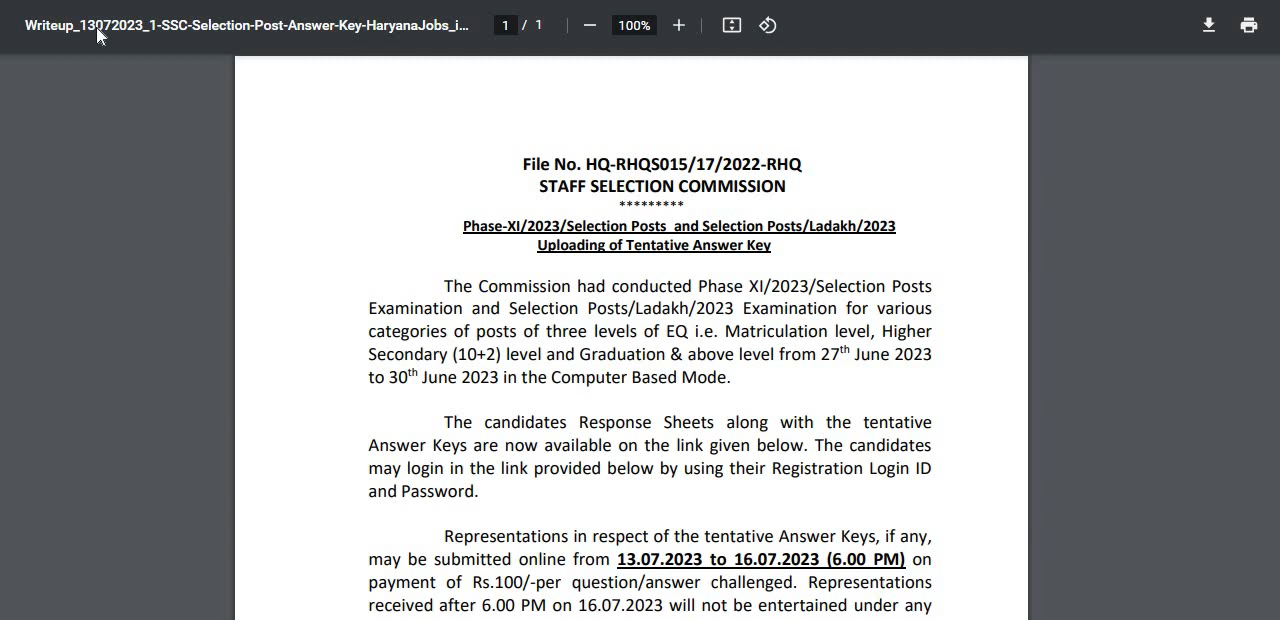 Writeup_13072023_1-SSC-Selection-Post-Answer-Key-HaryanaJobs_i...
1 / 1
100%
File No. HQ-RHQS015/17/2022-RHQ
STAFF SELECTION COMMISSION
*********
Phase-XI/2023/Selection Posts and Selection Posts/Ladakh/2023
Uploading of Tentative Answer Key
The Commission had conducted Phase XI/2023/Selection Posts
Examination and Selection Posts/Ladakh/2023 Examination for various
categories of posts of three levels of EQ i.e. Matriculation level, Higher
Secondary (10+2) level and Graduation & above level from 27th June 2023
to 30th June 2023 in the Computer Based Mode.
The candidates Response Sheets along with the tentative
Answer Keys are now available on the link given below. The candidates
may login in the link provided below by using their Registration Login ID
and Password.
Representations in respect of the tentative Answer Keys, if any,
may be submitted online from 13.07.2023 to 16.07.2023 (6.00 PM) on
payment of Rs.100/-per question/answer challenged. Representations
received after 6.00 PM on 16.07.2023 will not be entertained under any